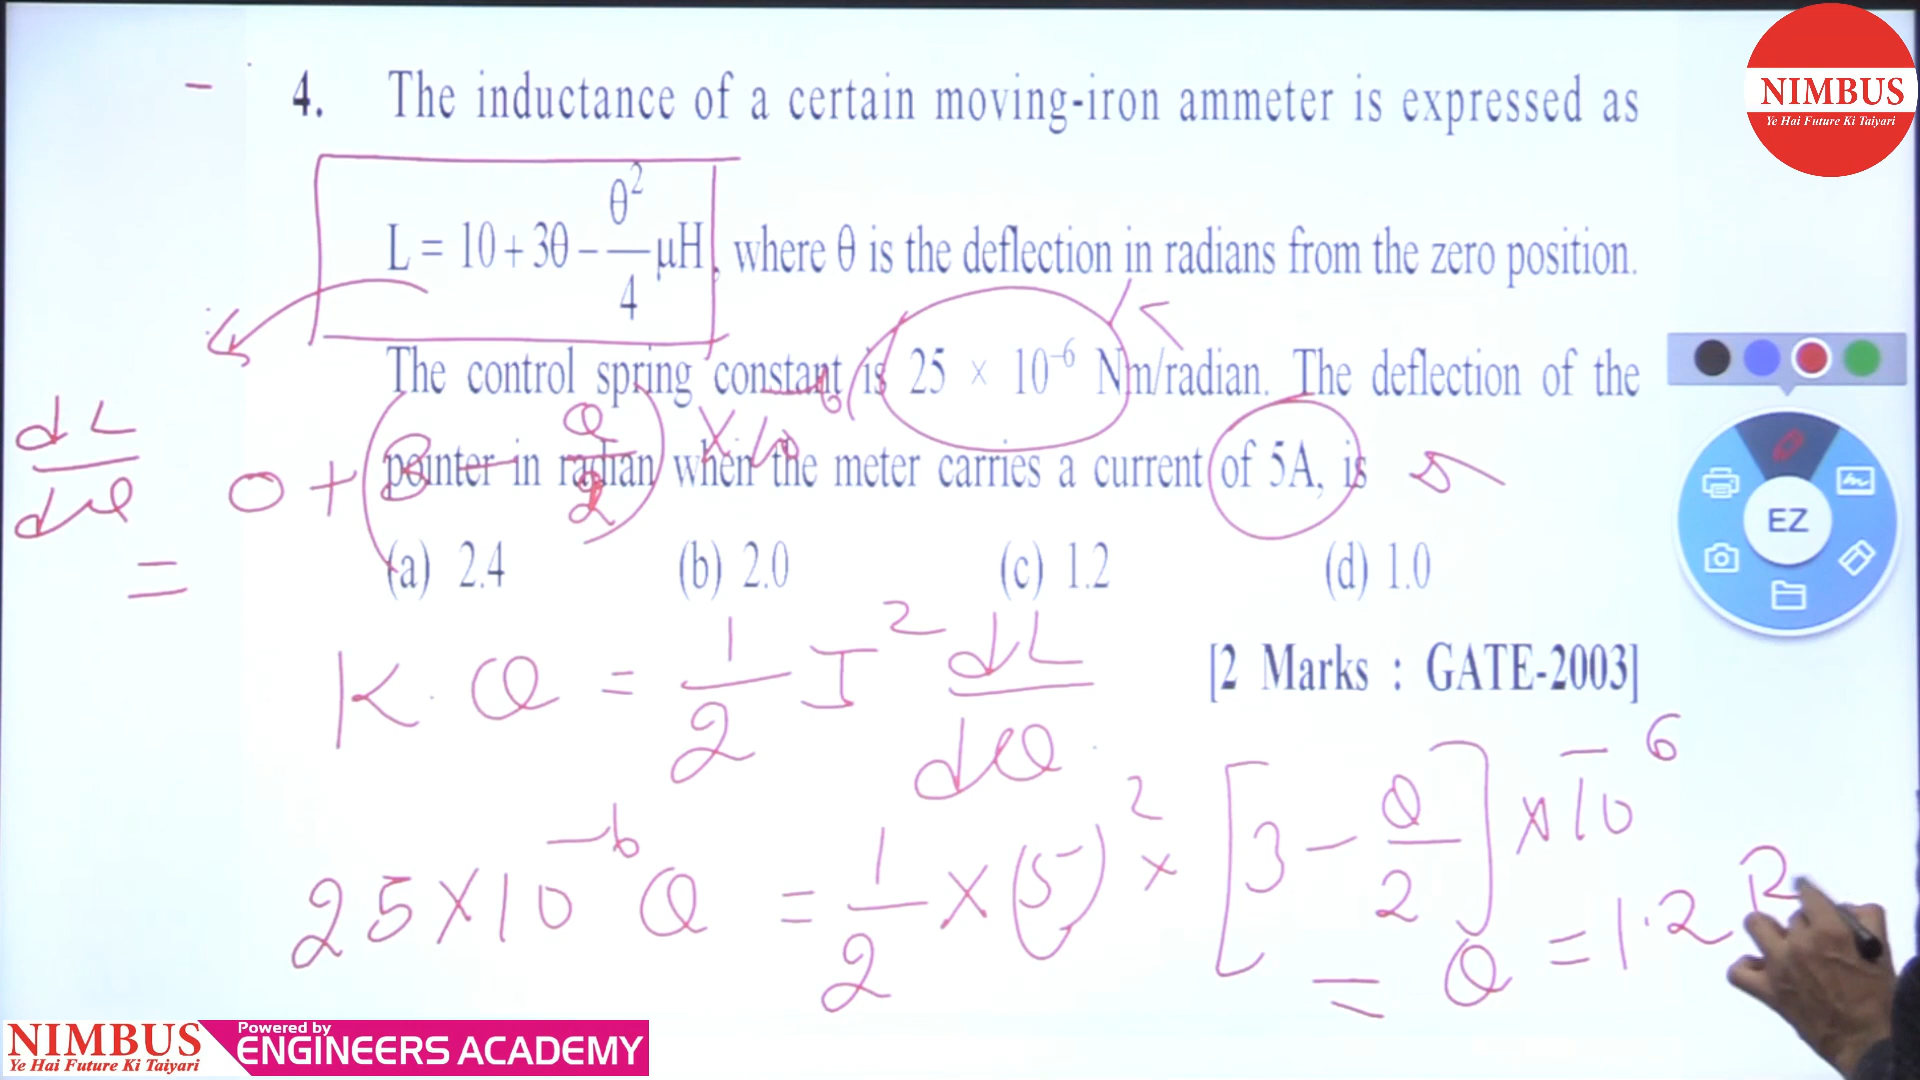 4. The inductance of a certain moving-iron ammeter is expressed as
NIMBUS
Ye Hai Future Ki Taiyari
L = 10 + 3θ − θ²/4 μH, where θ is the deflection in radians from the zero position.
The control spring constant is 25 × 10⁻⁶ Nm/radian. The deflection of the
pointer in radian when the meter carries a current of 5A, is
dL/dθ = 0 + (3 − θ/2) × 10⁻⁶
(a) 2.4 (b) 2.0 (c) 1.2 (d) 1.0
EZ
K . θ = 1/2 I² dL/dθ
[2 Marks : GATE-2003]
25 × 10⁻⁶ θ = 1/2 × (5)² × [3 − θ/2] × 10⁻⁶
= θ = 1.2 R
NIMBUS
Ye Hai Future Ki Taiyari
Powered by
ENGINEERS ACADEMY